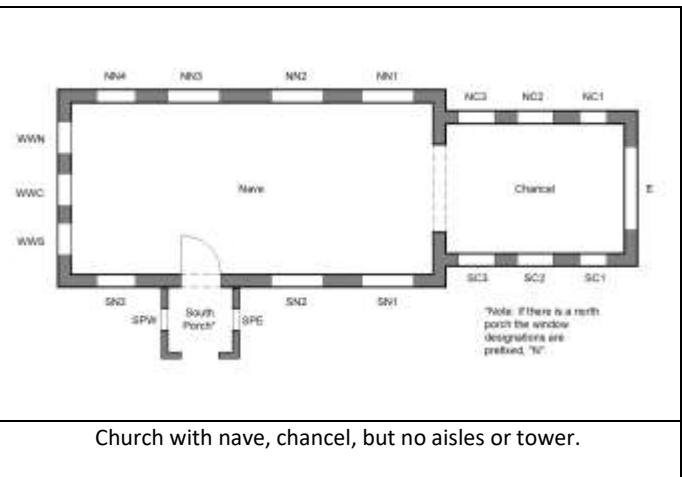 NN4 NN3 NN2 NN1
NC3 NC2 NC1
WWN
WWC
WWS
Nave
Chancel
E
SN3
SN2
SN1
SC3 SC2 SC1
SPW
South
Porch*
SPE
*Note: If there is a north
porch the window
designations are
prefixed, "N".
Church with nave, chancel, but no aisles or tower.